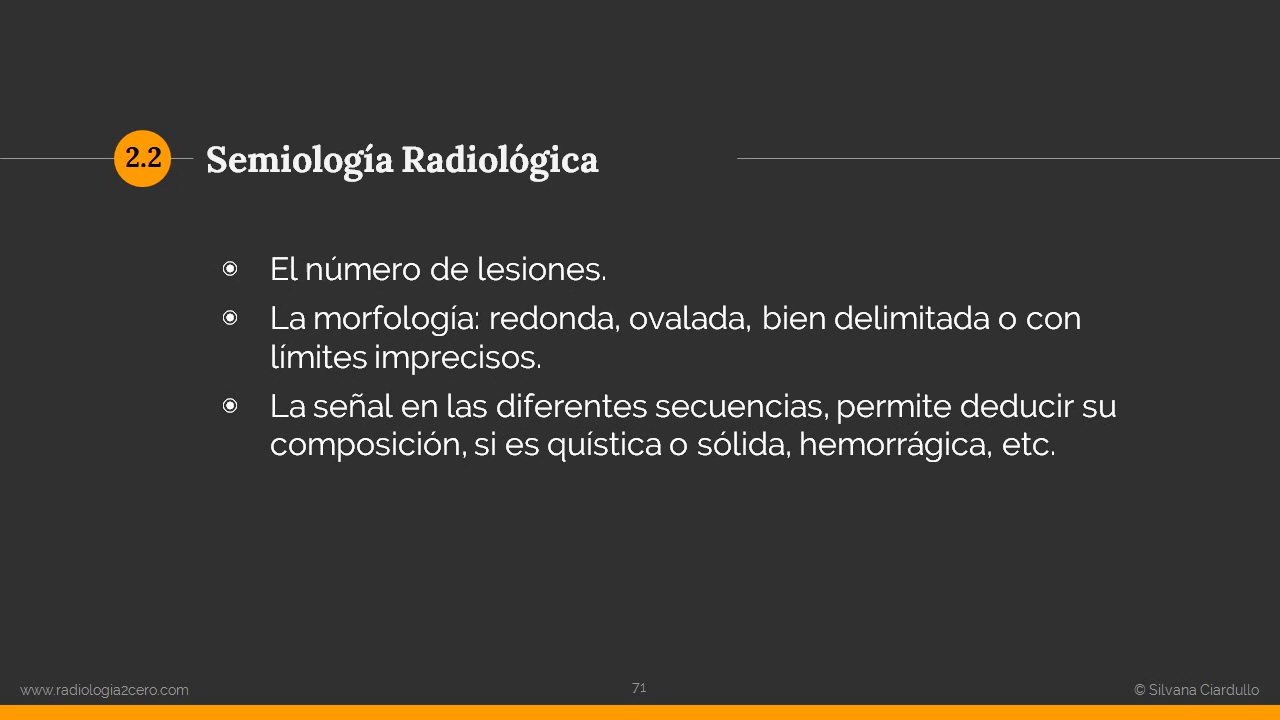 2.2 Semiología Radiológica
◉ El número de lesiones.
◉ La morfología: redonda, ovalada, bien delimitada o con
límites imprecisos.
◉ La señal en las diferentes secuencias, permite deducir su
composición, si es quística o sólida, hemorrágica, etc.
www.radiologia2cero.com 71 © Silvana Ciardullo